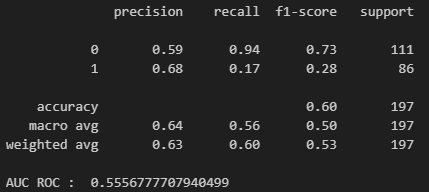 precision recall f1-score support
0 0.59 0.94 0.73 111
1 0.68 0.17 0.28 86
accuracy 0.60 197
macro avg 0.64 0.56 0.50 197
weighted avg 0.63 0.60 0.53 197
AUC ROC : 0.5556777707940499